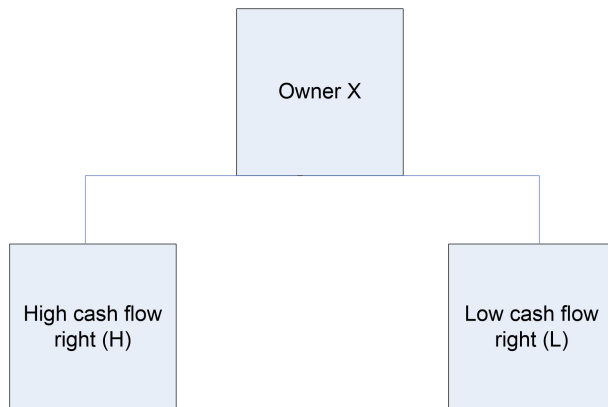 Owner X
High cash flow
right (H)
Low cash flow
right (L)